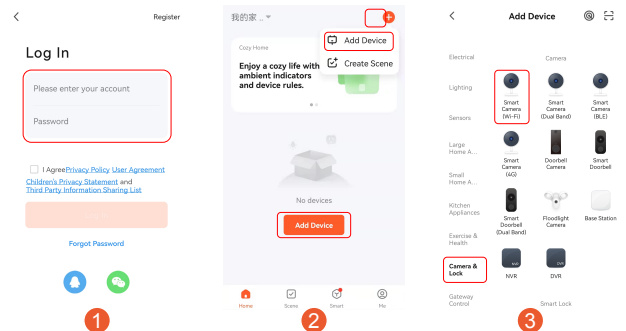 Register
Log In
Please enter your account
Password
I Agree Privacy Policy User Agreement
Children's Privacy Statement and
Third Party Information Sharing List
Forgot Password
1
我的家 ..
Add Device
Create Scene
Cozy Home
Enjoy a cozy life with
ambient indicators
and device rules.
No devices
Add Device
Home
Scene
Smart
Me
2
Add Device
Electrical
Lighting
Sensors
Large
Home A...
Small
Home A...
Kitchen
Appliances
Exercise &
Health
Camera &
Lock
Gateway
Control
Camera
Smart
Camera
(Wi-Fi)
Smart
Camera
(Dual Band)
Smart
Camera
(BLE)
Smart
Camera
(4G)
Doorbell
Camera
Smart
Doorbell
Smart
Doorbell
(Dual Band)
Floodlight
Camera
Base Station
NVR
NVR
DVR
DVR
Smart Lock
3